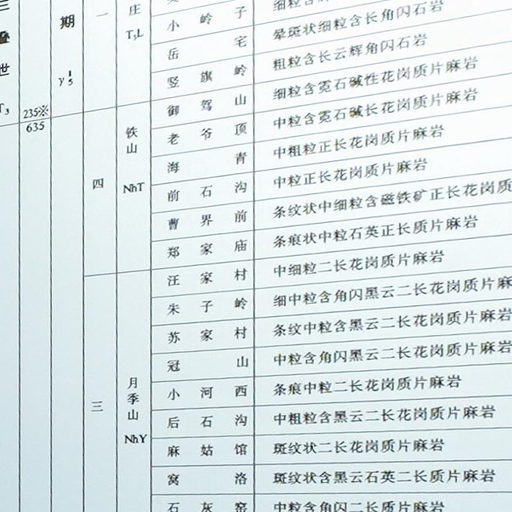 三
叠
世
T₃
期
γ¹₅
一
庄
T₃L
细粒含
小岭子 晕斑状细粒含长角闪石岩
岳宅 粗粒含长云辉角闪石岩
竖旗岭 细粒含霓石碱性花岗质片麻岩
235※
635
四
铁
山
NhT
御驾山 中粒含霓石碱长花岗质片麻岩
老爷顶 中粗粒正长花岗质片麻岩
海青 中粒正长花岗质片麻岩
前石沟 条纹状中细粒含磁铁矿正长花岗质
曹界前 条痕状中粒石英正长质片麻岩
郑家庙 中细粒二长花岗质片麻岩
三
月
季
山
NhY
汪家村 细中粒含角闪黑云二长花岗质片麻
朱子岭 条纹中粒含黑云二长花岗质片麻岩
苏家村 中粒含角闪黑云二长花岗质片麻岩
冠山 条痕中粒二长花岗质片麻岩
小河西 中粗粒含黑云二长花岗质片麻岩
后石沟 斑纹状二长花岗质片麻岩
麻姑馆 斑纹状含黑云石英二长质片麻岩
窝洛 中粒含角闪二长质片麻岩
石灰窑